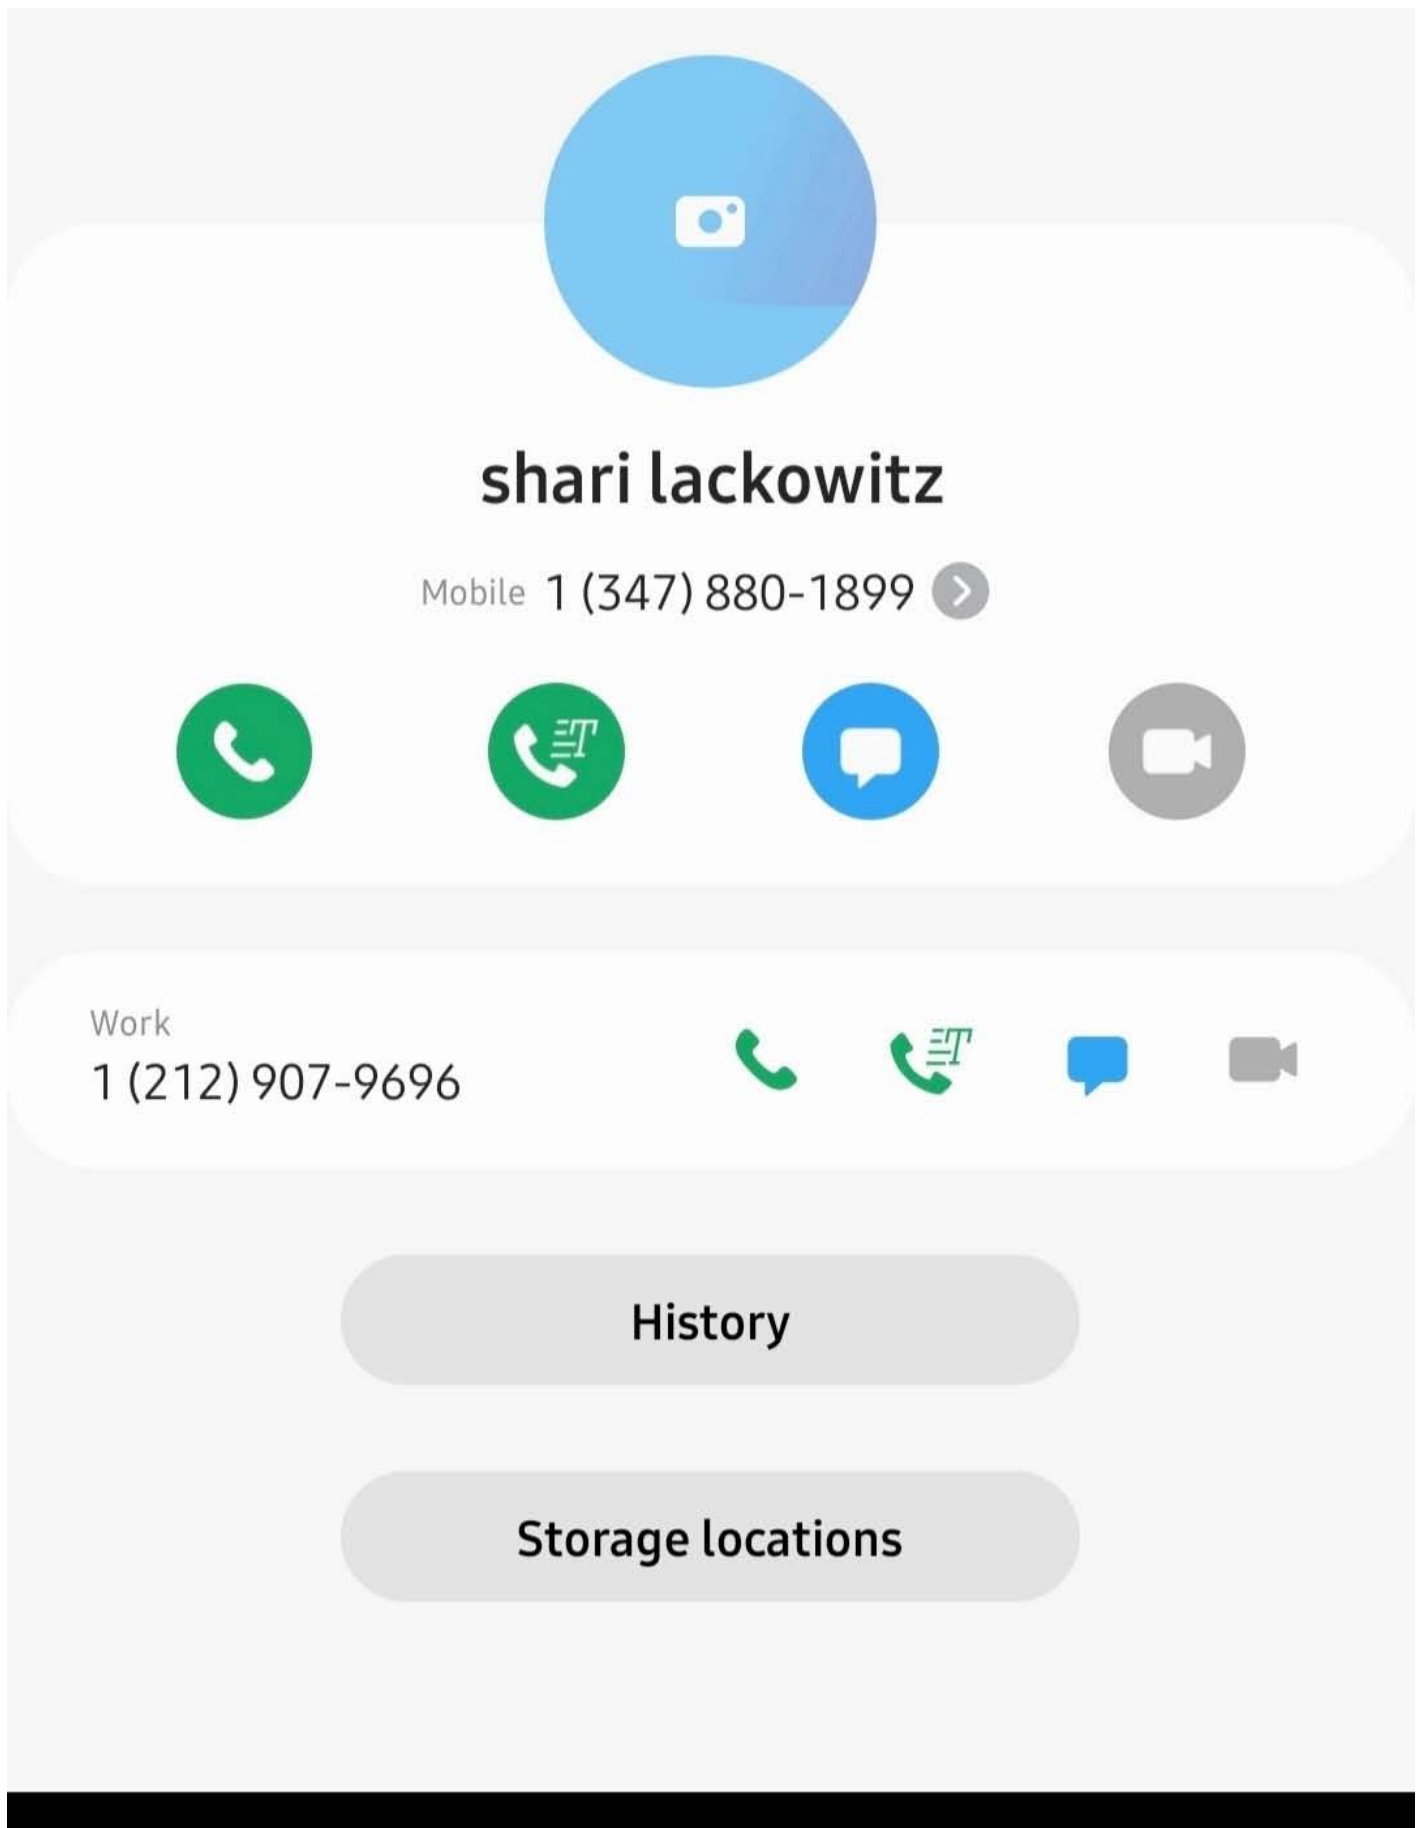 shari lackowitz
Mobile 1 (347) 880-1899
Work
1 (212) 907-9696
History
Storage locations